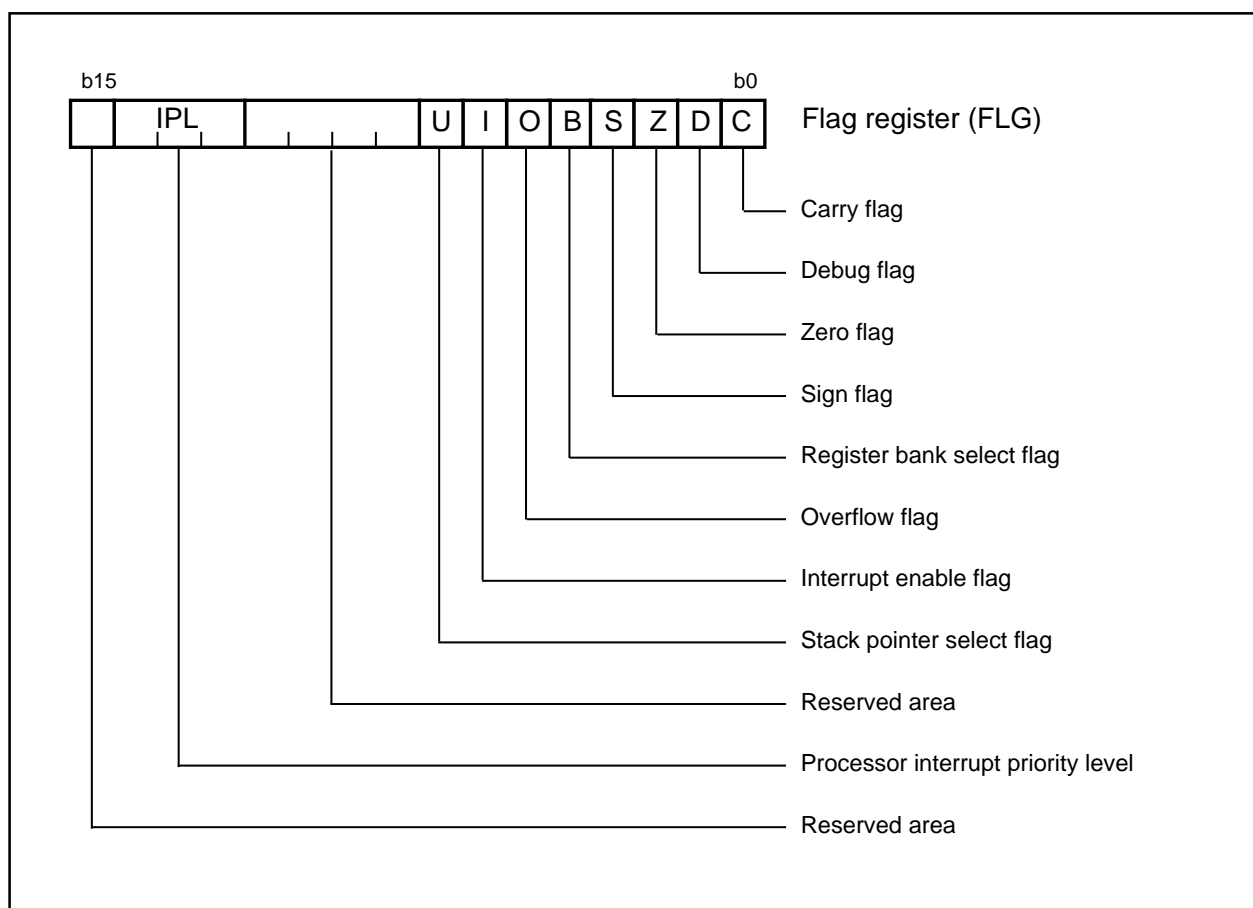 b15 b0
IPL U I O B S Z D C Flag register (FLG)
Carry flag
Debug flag
Zero flag
Sign flag
Register bank select flag
Overflow flag
Interrupt enable flag
Stack pointer select flag
Reserved area
Processor interrupt priority level
Reserved area